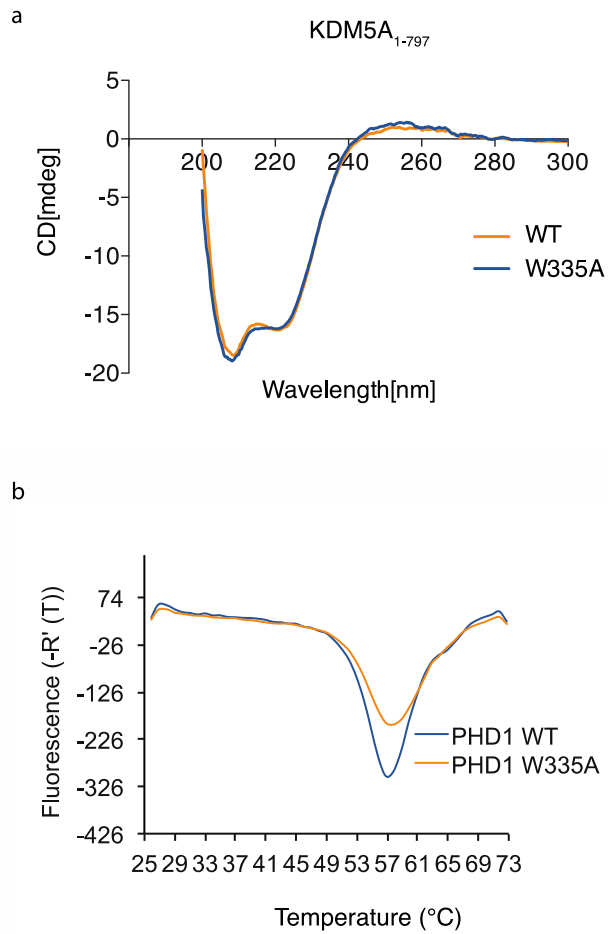 a
KDM5A1-797
5
0
-5
-10
-15
-20
CD[mdeg]
200 220 240 260 280 300
WT
W335A
Wavelength[nm]
b
74
-26
-126
-226
-326
-426
Fluorescence (-R' (T))
PHD1 WT
PHD1 W335A
25 29 33 37 41 45 49 53 57 61 65 69 73
Temperature (°C)